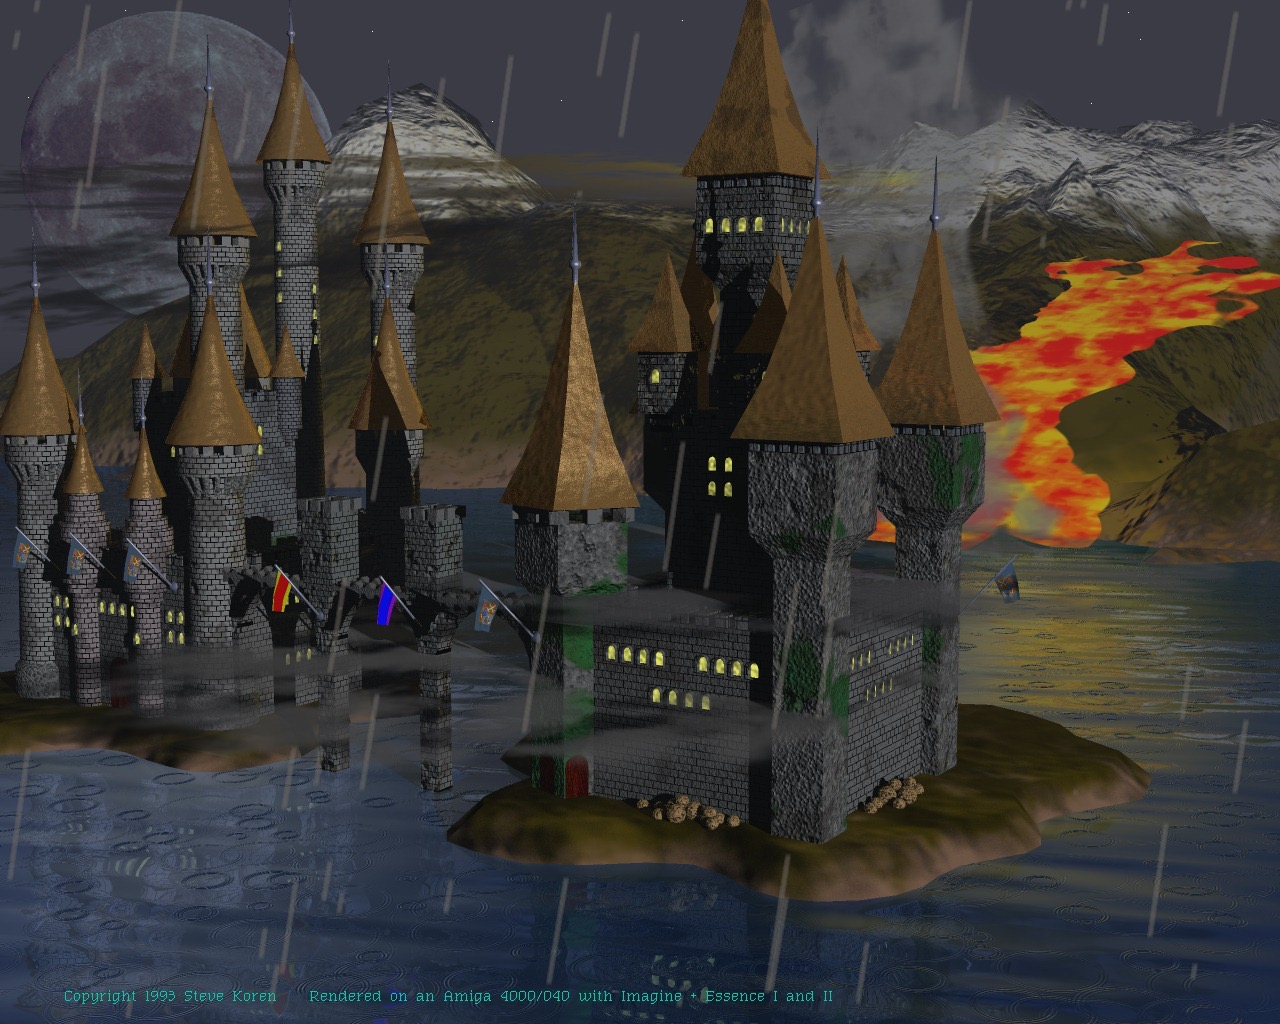 Copyright 1993 Steve Koren    Rendered on an Amiga 4000/040 with Imagine + Essence I and II